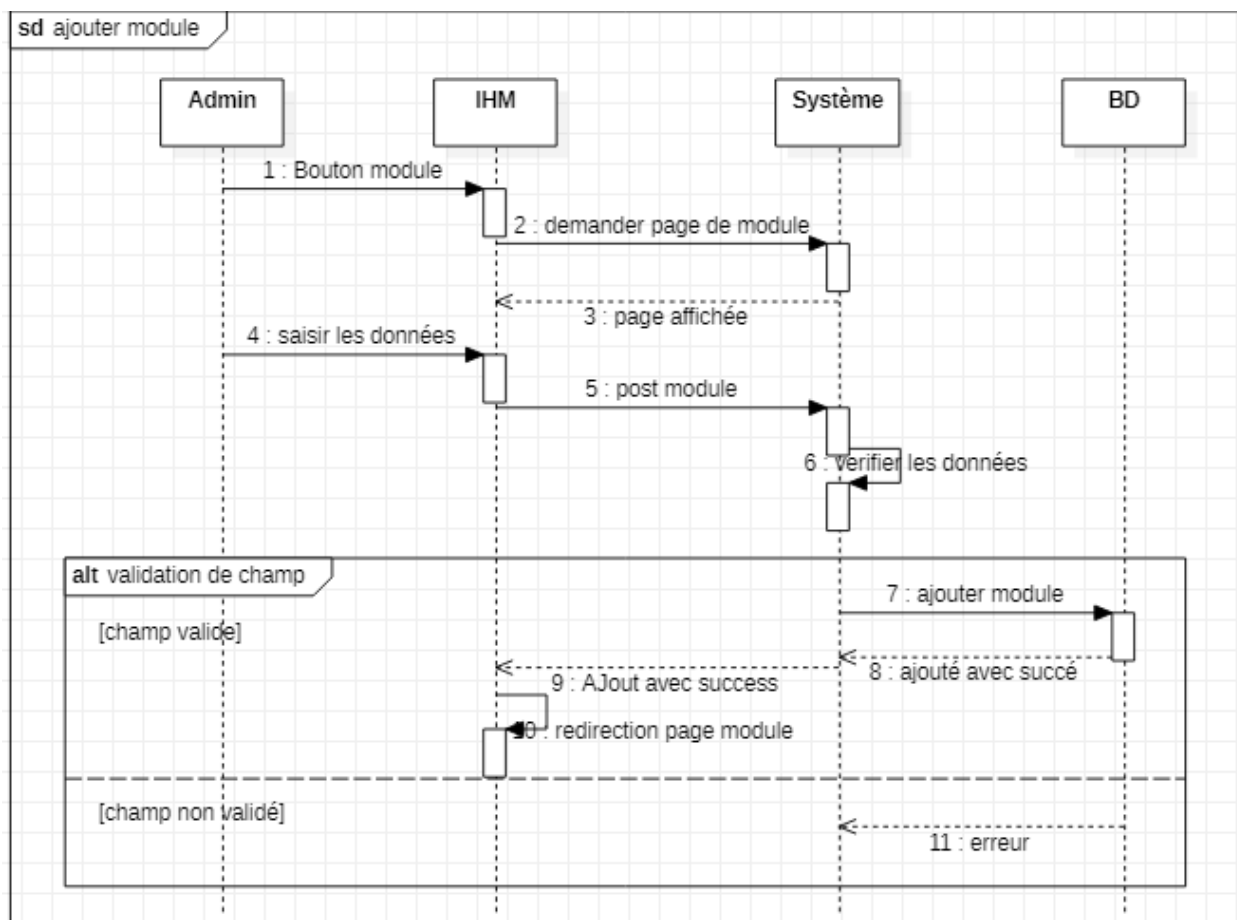 sd ajouter module
Admin
IHM
Système
BD
1 : Bouton module
2 : demander page de module
3 : page affichée
4 : saisir les données
5 : post module
6 : verifier les données
alt validation de champ
7 : ajouter module
[champ valide]
8 : ajouté avec succé
9 : AJout avec success
10 : redirection page module
[champ non validé]
11 : erreur